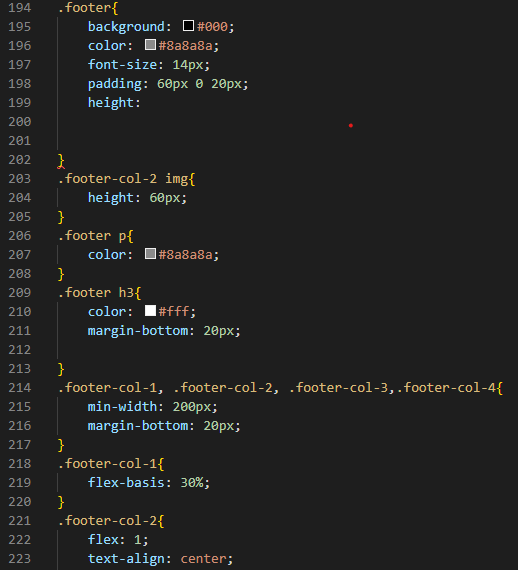 194 .footer{
195 background: #000;
196 color: #8a8a8a;
197 font-size: 14px;
198 padding: 60px 0 20px;
199 height:
200
201
202 }
203 .footer-col-2 img{
204 height: 60px;
205 }
206 .footer p{
207 color: #8a8a8a;
208 }
209 .footer h3{
210 color: #fff;
211 margin-bottom: 20px;
212
213 }
214 .footer-col-1, .footer-col-2, .footer-col-3,.footer-col-4{
215 min-width: 200px;
216 margin-bottom: 20px;
217 }
218 .footer-col-1{
219 flex-basis: 30%;
220 }
221 .footer-col-2{
222 flex: 1;
223 text-align: center;